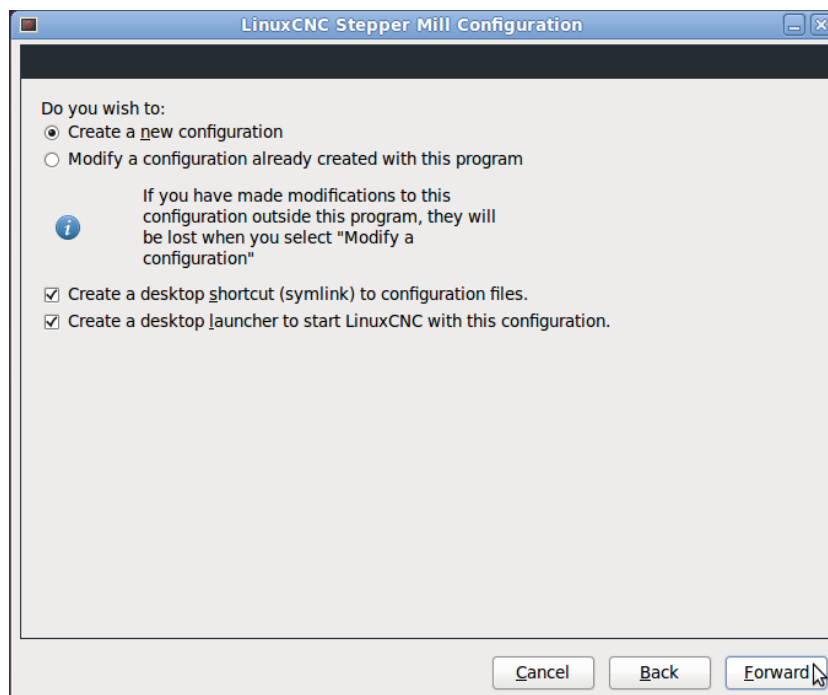 LinuxCNC Stepper Mill Configuration
Do you wish to:
Create a new configuration
Modify a configuration already created with this program
If you have made modifications to this
configuration outside this program, they will
be lost when you select "Modify a
configuration"
Create a desktop shortcut (symlink) to configuration files.
Create a desktop launcher to start LinuxCNC with this configuration.
Cancel Back Forward